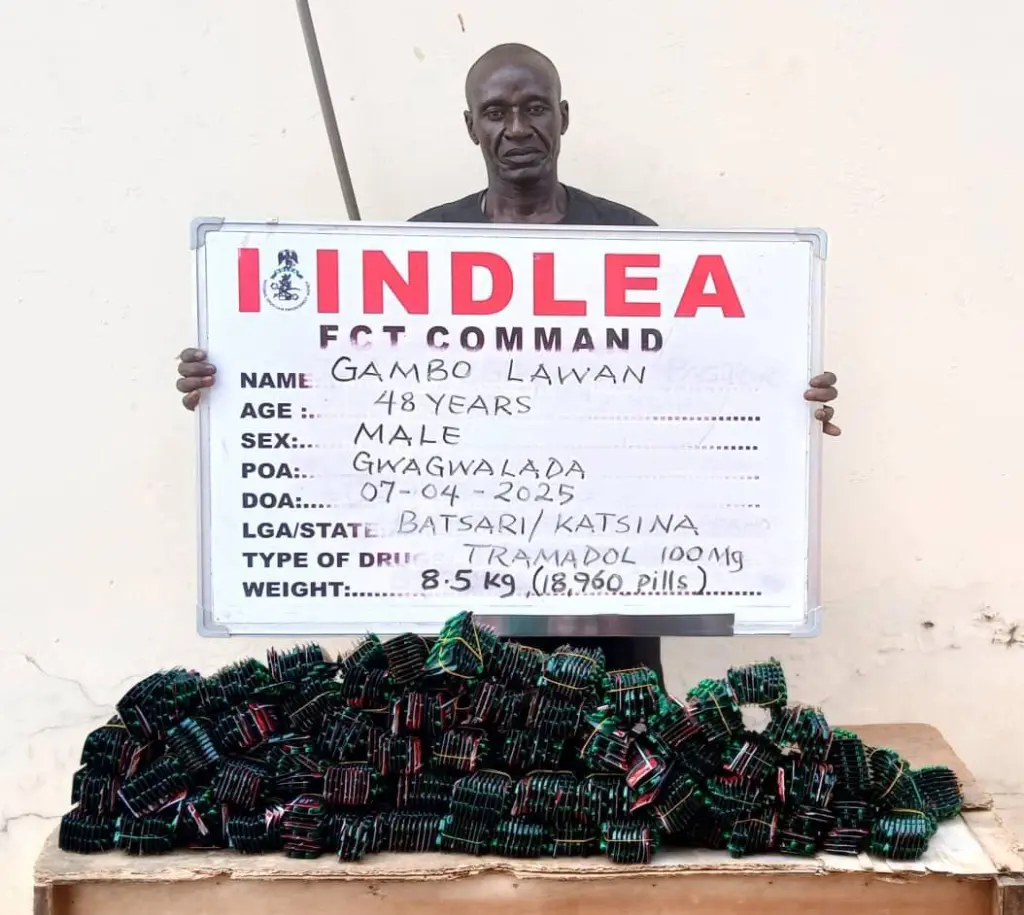 I INDLEA
FCT COMMAND
NAME GAMBO LAWAN
AGE :.. 48 YEARS
SEX:... MALE
POA:... GWAGWALADA
DOA:..... 07-04-2025
LGA/STATE BATSARI/KATSINA
TYPE OF DRUG TRAMADOL 100Mg
WEIGHT:...... 8.5 kg (18,960 pills)